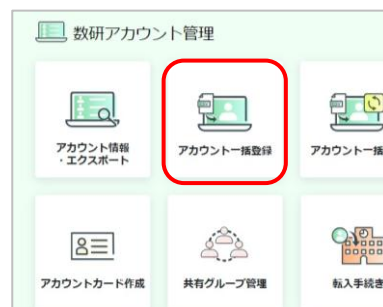 数研アカウント管理
アカウント情報
・エクスポート
アカウント一括登録
アカウント一括
アカウントカード作成
共有グループ管理
転入手続き